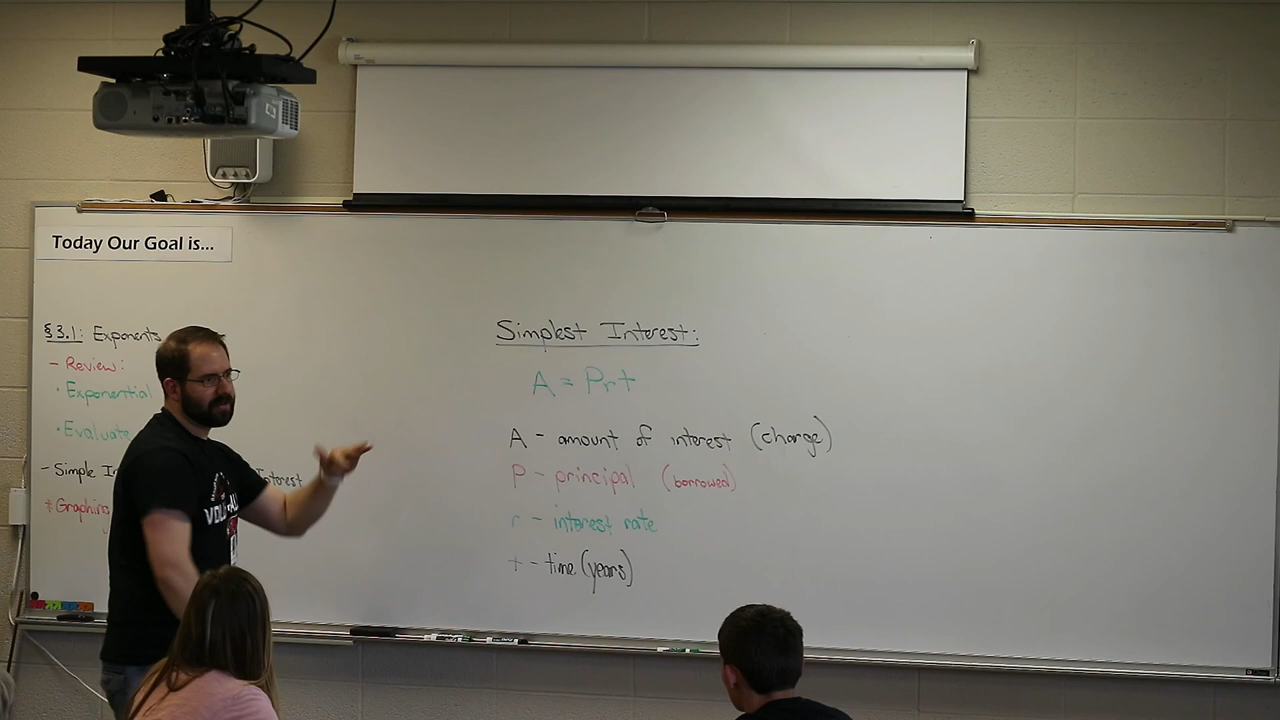 Today Our Goal is...
§3.1: Exponents
- Review:
· Exponential
· Evaluate
- Simple In
Interest
* Graphing
Simplest Interest:
A = Prt
A - amount of interest (charge)
P - principal (borrowed)
r - interest rate
t - time (years)